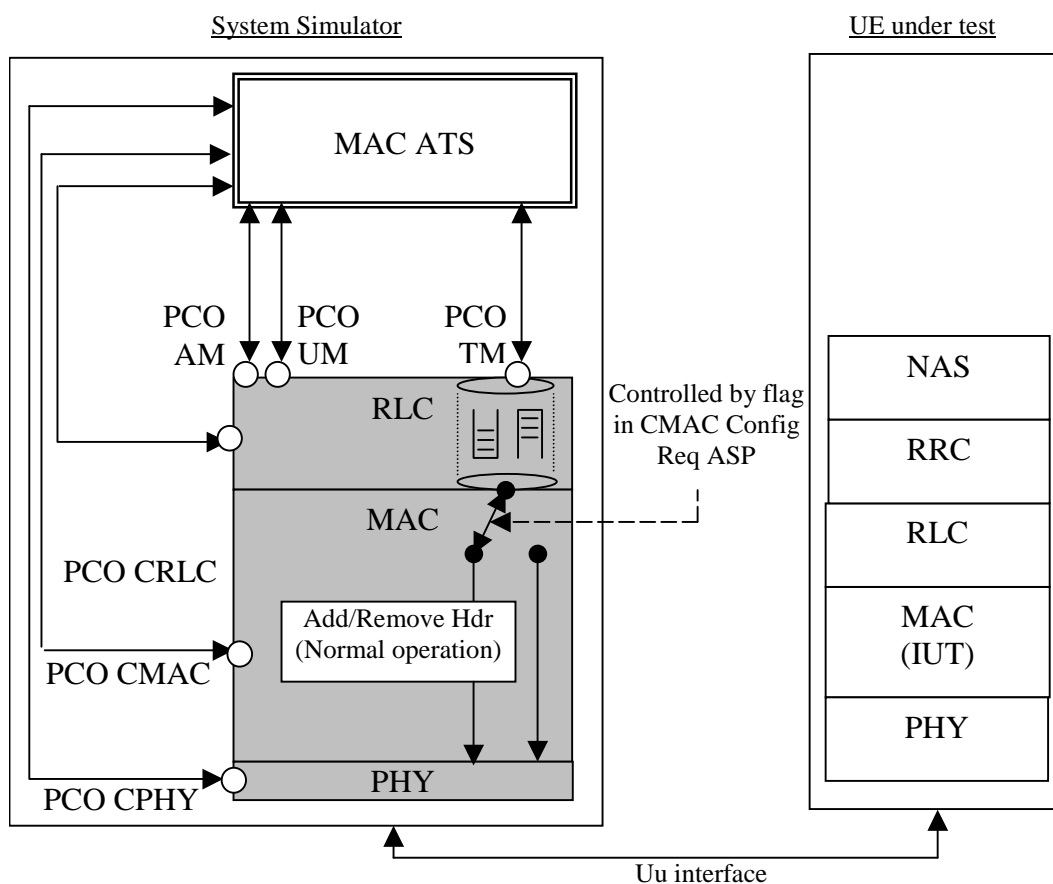 System Simulator
UE under test
MAC ATS
PCO
AM
PCO
UM
PCO
TM
Controlled by flag
in CMAC Config
Req ASP
RLC
MAC
PCO CRLC
Add/Remove Hdr
(Normal operation)
PCO CMAC
PHY
PCO CPHY
NAS
RRC
RLC
MAC
(IUT)
PHY
Uu interface